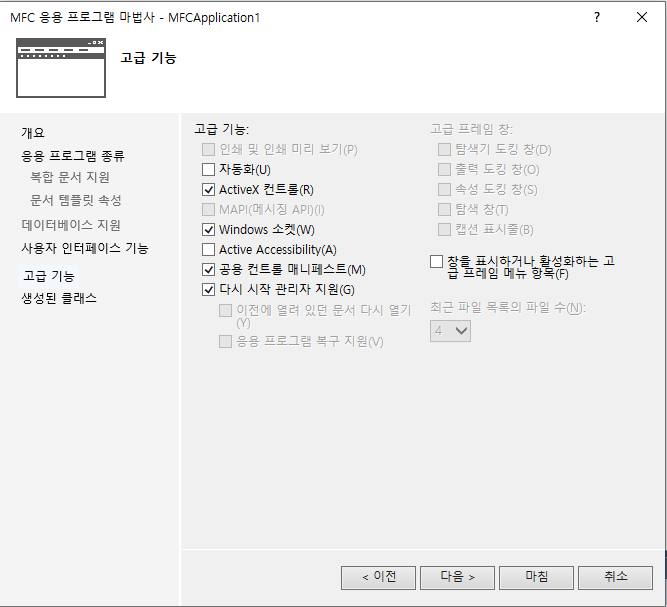 MFC 응용 프로그램 마법사 - MFCApplication1
고급 기능
개요
응용 프로그램 종류
복합 문서 지원
문서 템플릿 속성
데이터베이스 지원
사용자 인터페이스 기능
고급 기능
생성된 클래스
고급 기능:
인쇄 및 인쇄 미리 보기(P)
자동화(U)
ActiveX 컨트롤(R)
MAPI(메시징 API)(I)
Windows 소켓(W)
Active Accessibility(A)
공용 컨트롤 매니페스트(M)
다시 시작 관리자 지원(G)
이전에 열려 있던 문서 다시 열기
(Y)
응용 프로그램 복구 지원(V)
고급 프레임 창:
탐색기 도킹 창(D)
출력 도킹 창(O)
속성 도킹 창(S)
탐색 창(T)
캡션 표시줄(B)
창을 표시하거나 활성화하는 고
급 프레임 메뉴 항목(F)
최근 파일 목록의 파일 수(N):
4
< 이전
다음 >
마침
취소